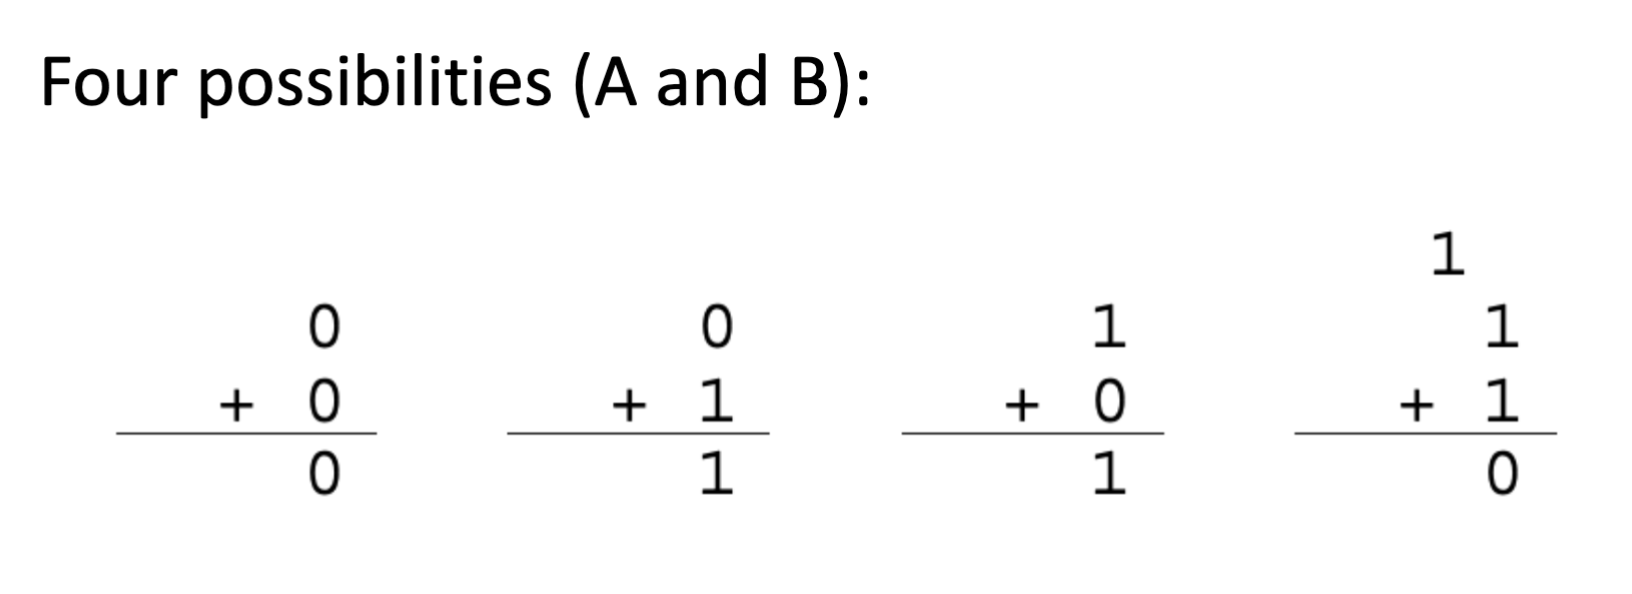 Four possibilities (A and B):
1
0 0 1 1
+ 0 + 1 + 0 + 1
0 1 1 0